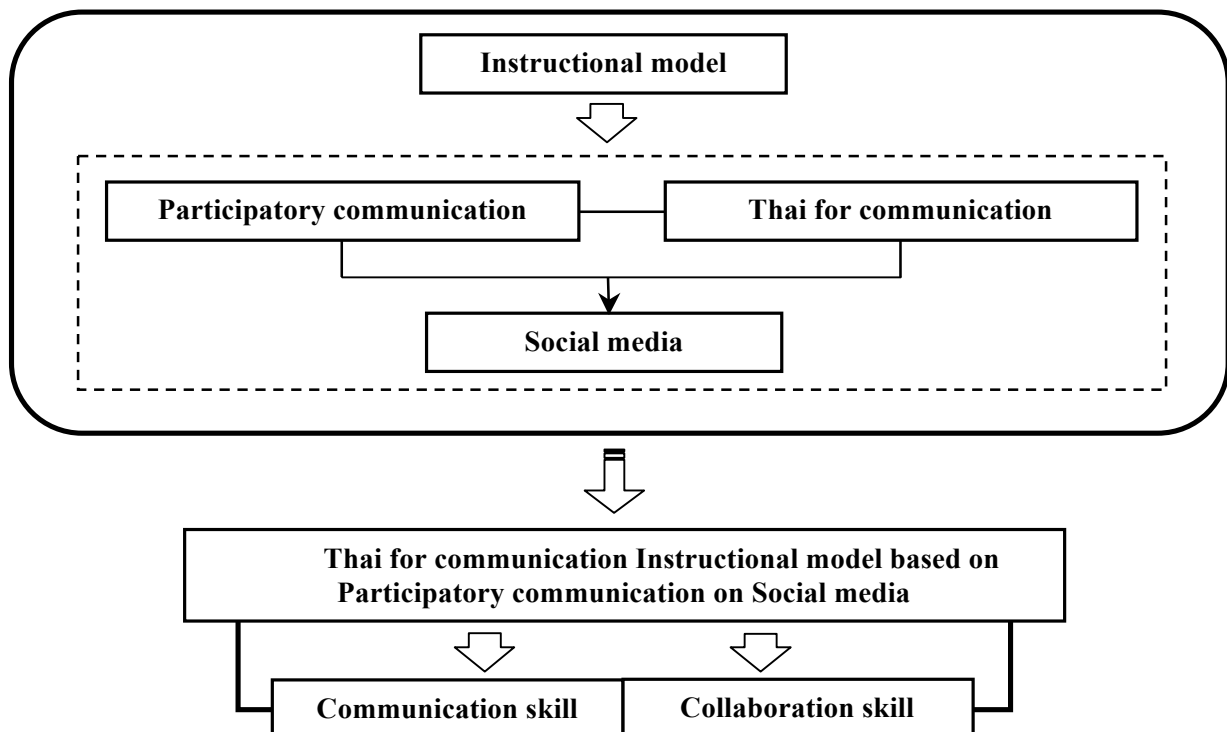 Instructional model
Participatory communication
Thai for communication
Social media
Thai for communication Instructional model based on
Participatory communication on Social media
Communication skill
Collaboration skill